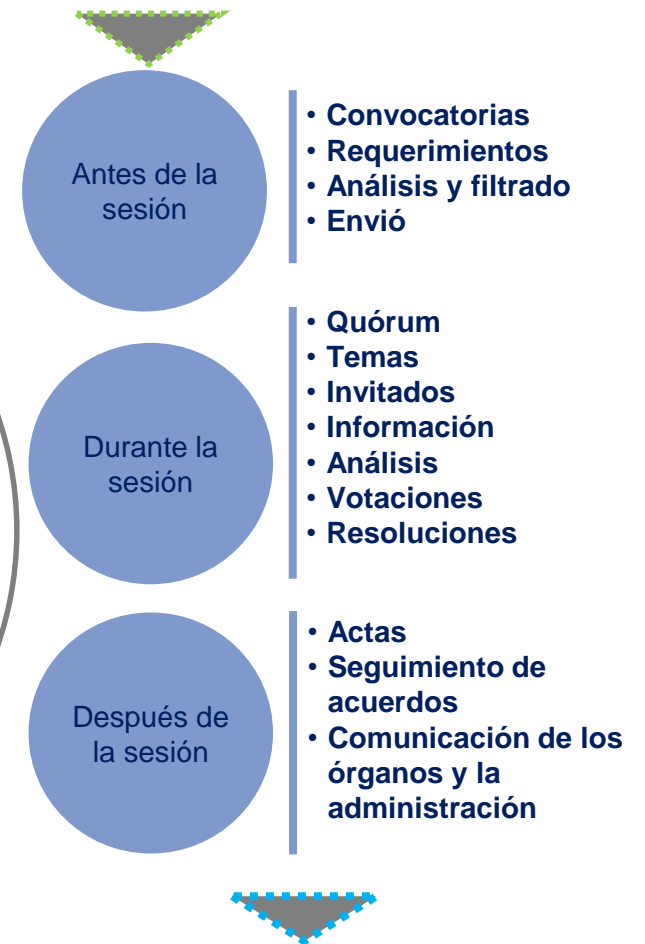 Antes de la
sesión
• Convocatorias
• Requerimientos
• Análisis y filtrado
• Envió
Durante la
sesión
• Quórum
• Temas
• Invitados
• Información
• Análisis
• Votaciones
• Resoluciones
Después de
la sesión
• Actas
• Seguimiento de
acuerdos
• Comunicación de los
órganos y la
administración